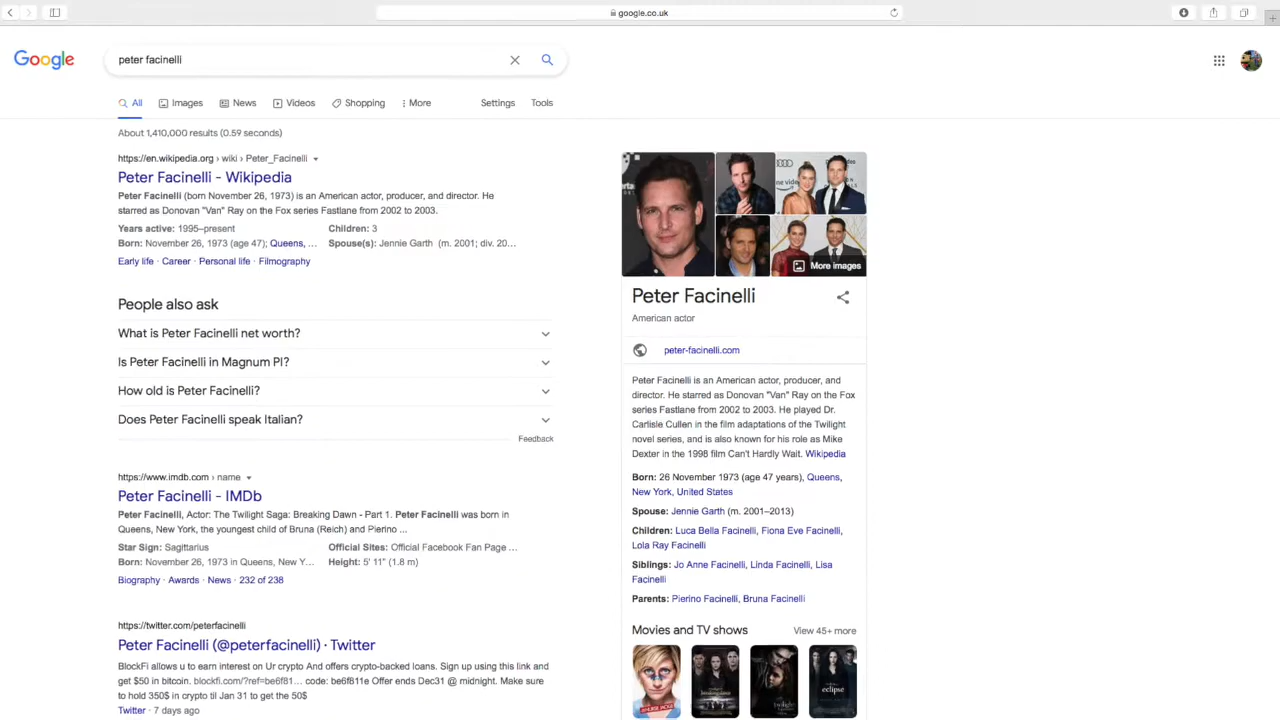 google.co.uk
Google
peter facinelli
All
Images
News
Videos
Shopping
More
Settings
Tools
About 1,410,000 results (0.59 seconds)
https://en.wikipedia.org › wiki › Peter_Facinelli
Peter Facinelli - Wikipedia
Peter Facinelli (born November 26, 1973) is an American actor, producer, and director. He
starred as Donovan "Van" Ray on the Fox series Fastlane from 2002 to 2003.
Years active: 1995–present
Children: 3
Born: November 26, 1973 (age 47); Queens, ...
Spouse(s): Jennie Garth (m. 2001; div. 20...
Early life · Career · Personal life · Filmography
People also ask
What is Peter Facinelli net worth?
Is Peter Facinelli in Magnum PI?
How old is Peter Facinelli?
Does Peter Facinelli speak Italian?
Feedback
https://www.imdb.com › name
Peter Facinelli - IMDb
Peter Facinelli, Actor: The Twilight Saga: Breaking Dawn - Part 1. Peter Facinelli was born in
Queens, New York, the youngest child of Bruna (Reich) and Pierino ...
Star Sign: Sagittarius
Official Sites: Official Facebook Fan Page ...
Born: November 26, 1973 in Queens, New Y...
Height: 5' 11" (1.8 m)
Biography · Awards · News · 232 of 238
https://twitter.com/peterfacinelli
Peter Facinelli (@peterfacinelli) · Twitter
BlockFi allows u to earn interest on Ur crypto And offers crypto-backed loans. Sign up using this link and
get $50 in bitcoin. blockfi.com/?ref=be6f81... code: be6f811e Offer ends Dec31 @ midnight. Make sure
to hold 350$ in crypto til Jan 31 to get the 50$
Twitter · 7 days ago
More images
Peter Facinelli
American actor
peter-facinelli.com
Peter Facinelli is an American actor, producer, and
director. He starred as Donovan "Van" Ray on the Fox
series Fastlane from 2002 to 2003. He played Dr.
Carlisle Cullen in the film adaptations of the Twilight
novel series, and is also known for his role as Mike
Dexter in the 1998 film Can't Hardly Wait. Wikipedia
Born: 26 November 1973 (age 47 years), Queens,
New York, United States
Spouse: Jennie Garth (m. 2001–2013)
Children: Luca Bella Facinelli, Fiona Eve Facinelli,
Lola Ray Facinelli
Siblings: Jo Anne Facinelli, Linda Facinelli, Lisa
Facinelli
Parents: Pierino Facinelli, Bruna Facinelli
Movies and TV shows
View 45+ more
eclipse